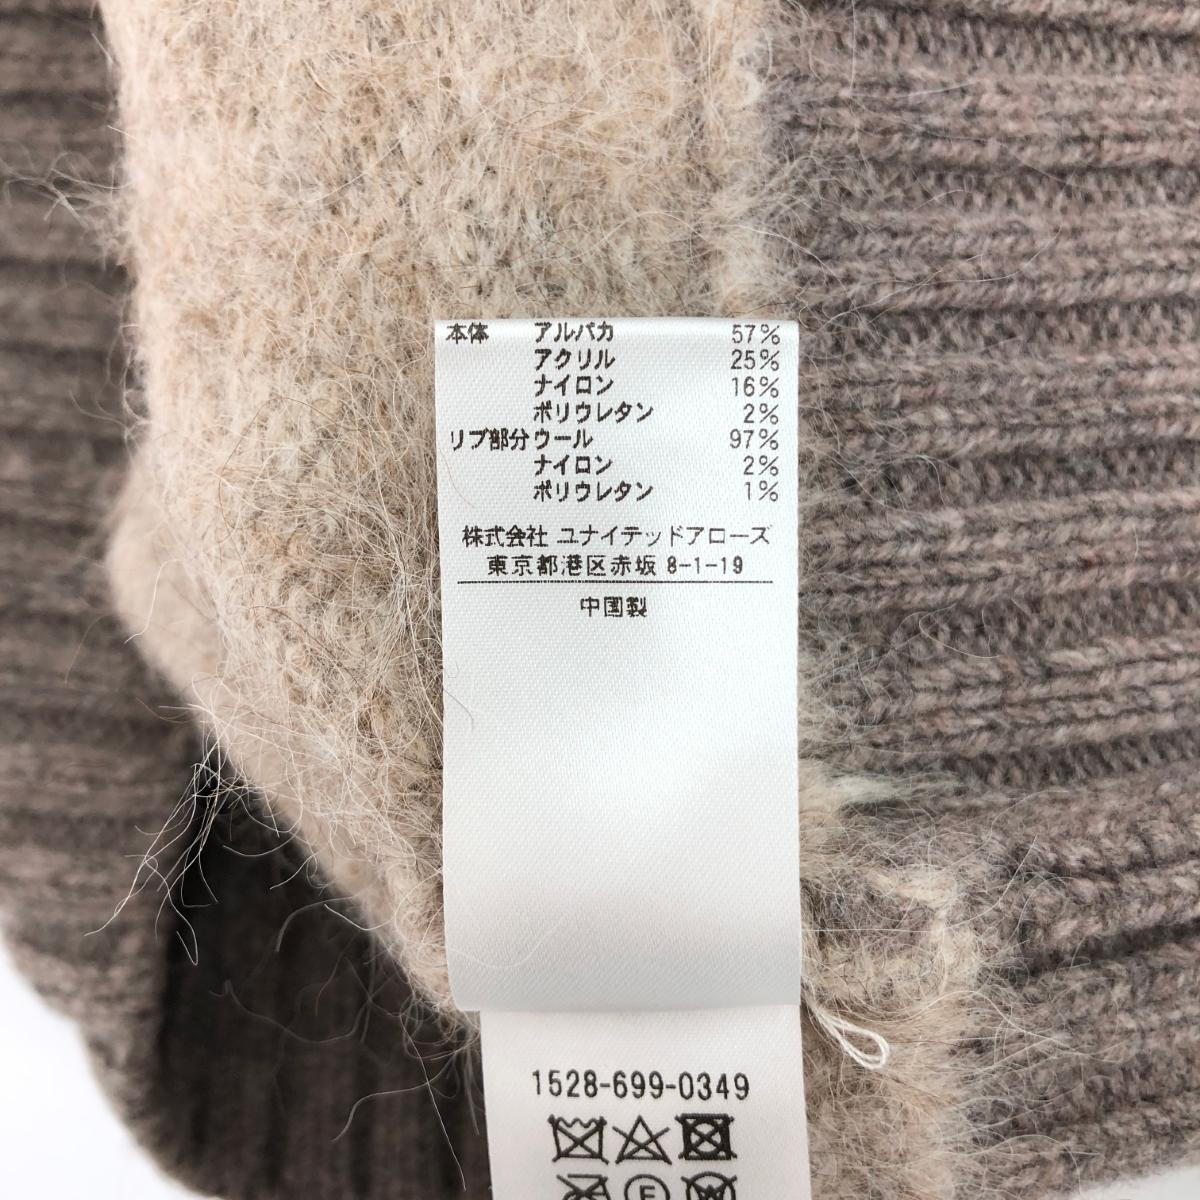 本体 アルパカ 57%
アクリル 25%
ナイロン 16%
ポリウレタン 2%
リブ部分 ウール 97%
ナイロン 2%
ポリウレタン 1%
株式会社 ユナイテッドアローズ
東京都港区赤坂 8-1-19
中国製
1528-699-0349
E